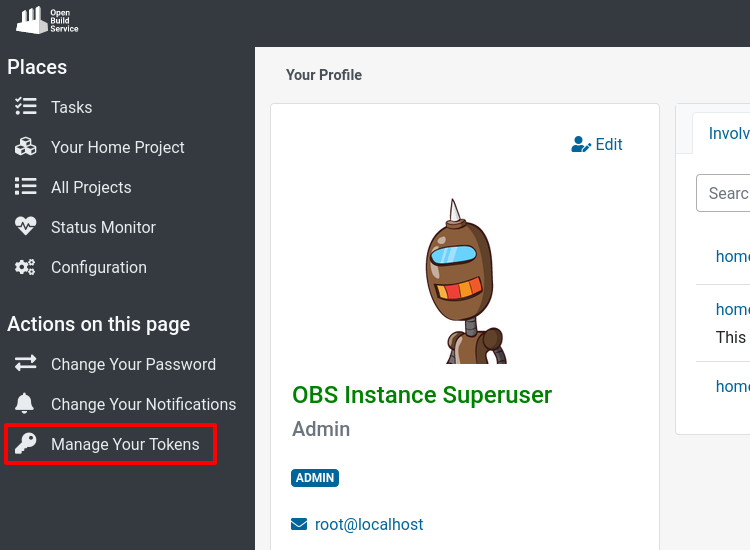 Open
Build
Service
Places
Tasks
Your Home Project
All Projects
Status Monitor
Configuration
Actions on this page
Change Your Password
Change Your Notifications
Manage Your Tokens
Your Profile
Edit
OBS Instance Superuser
Admin
ADMIN
root@localhost
Involv
Searc
home
home
This
home